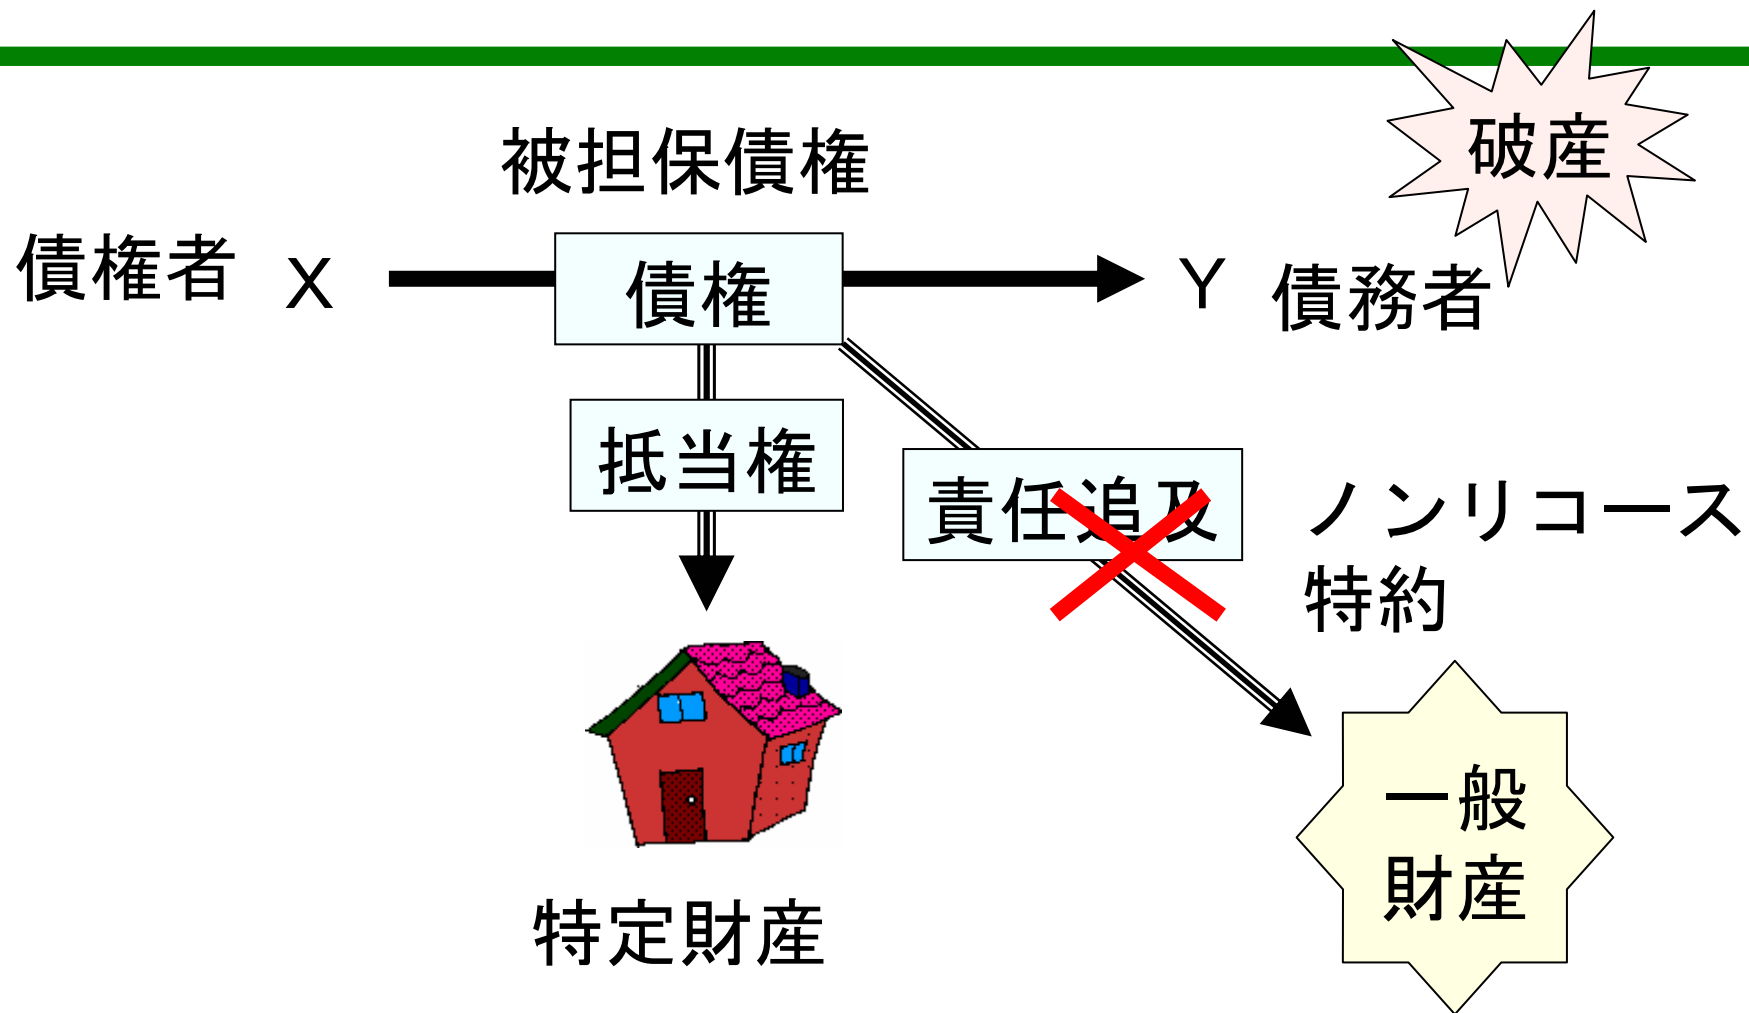 破産
被担保債権
債権者 X
債権
Y 債務者
抵当権
責任追及
ノンリコース
特約
一般
財産
特定財産